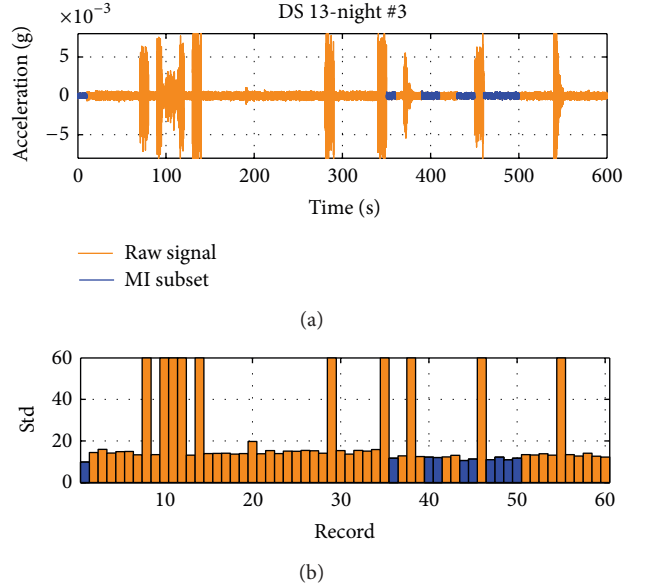 ×10⁻³
DS 13-night #3
Acceleration (g)
5
0
−5
0 100 200 300 400 500 600
Time (s)
Raw signal
MI subset
(a)
Std
60
40
20
0
10 20 30 40 50 60
Record
(b)